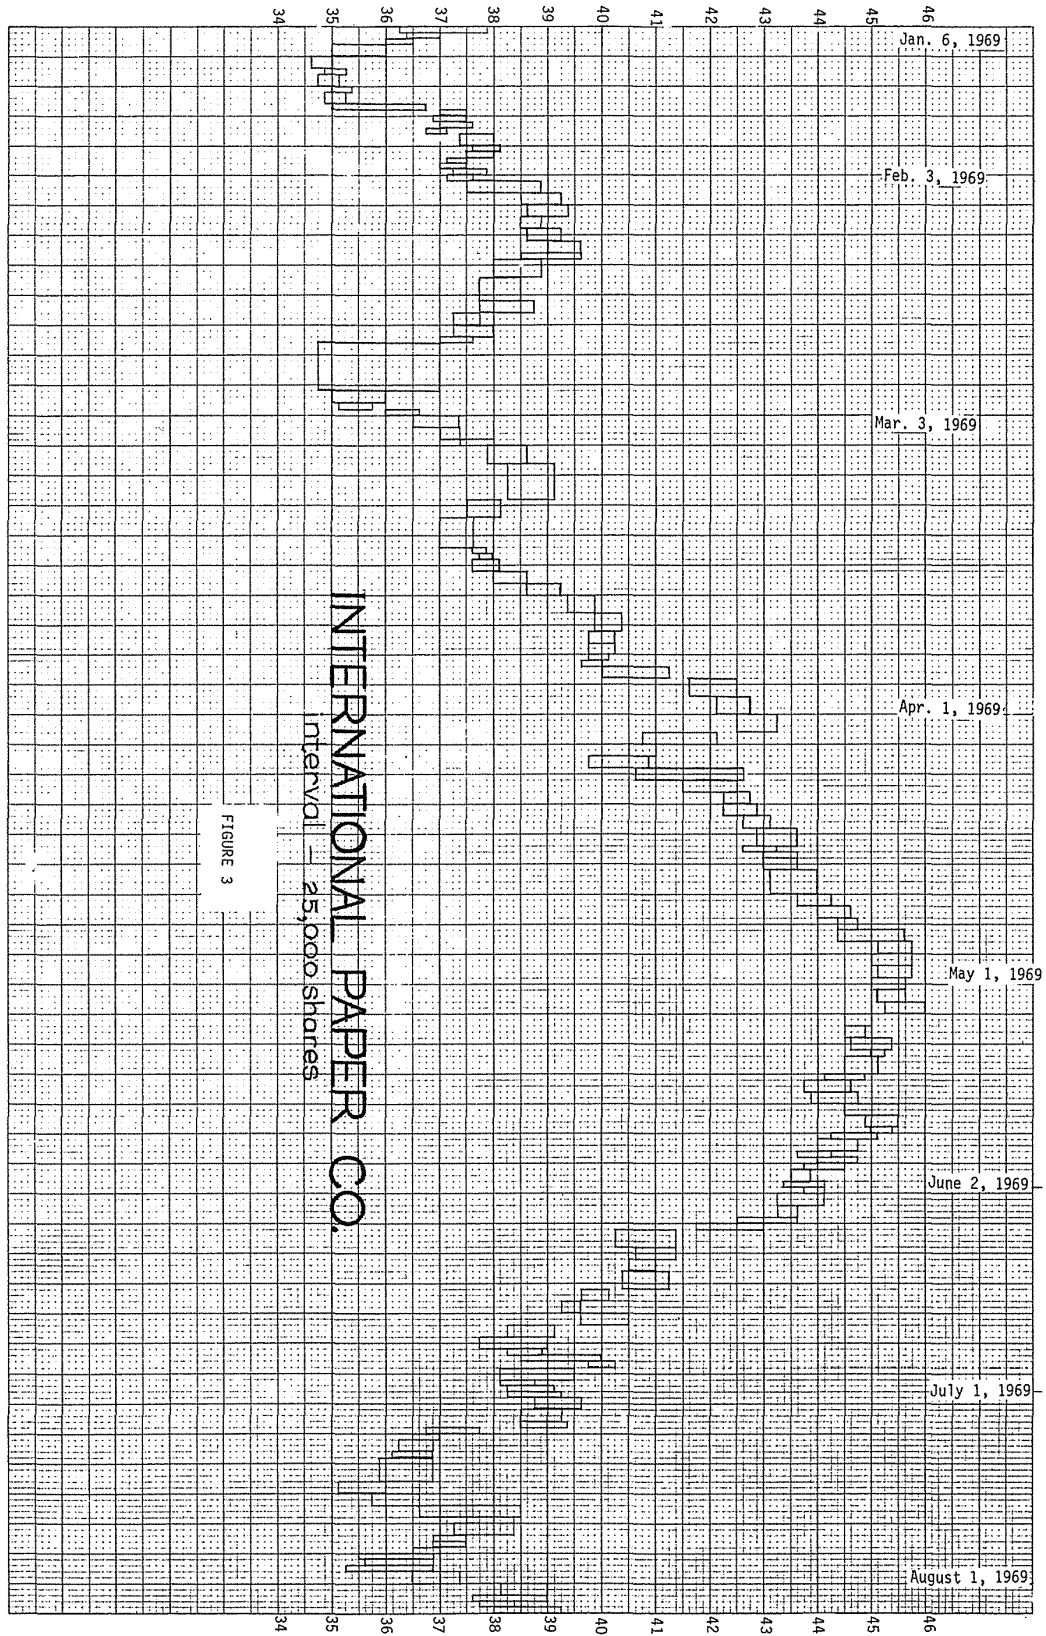 34 35 36 37 38 39 40 41 42 43 44 45 46
Jan. 6, 1969
Feb. 3, 1969
Mar. 3, 1969
Apr. 1, 1969
May 1, 1969
June 2, 1969
July 1, 1969
August 1, 1969
INTERNATIONAL PAPER CO.
interval - 25,000 shares
FIGURE 3
34 35 36 37 38 39 40 41 42 43 44 45 46